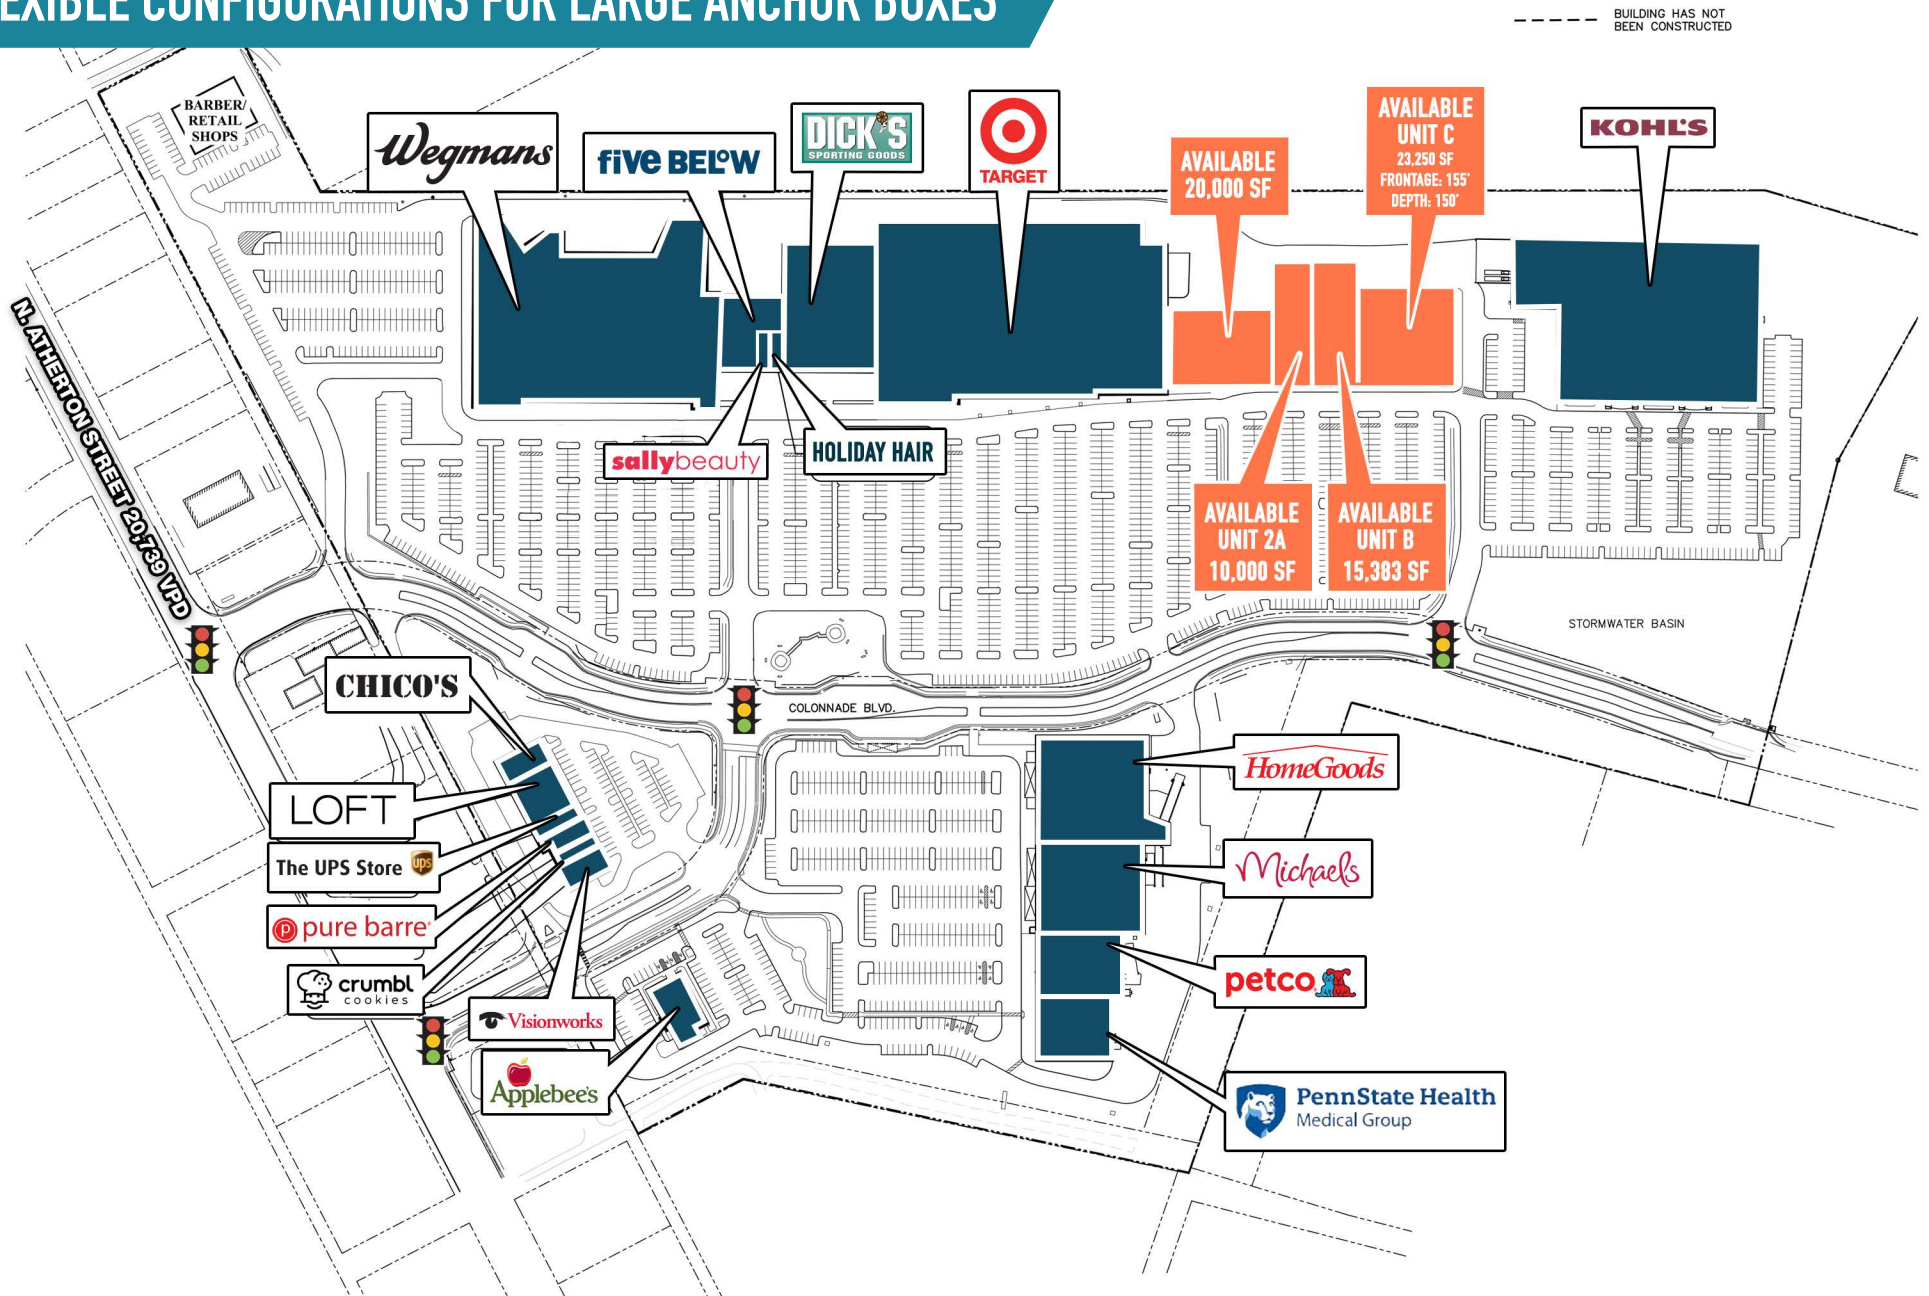 EXIBLE CONFIGURATIONS FOR LARGE ANCHOR BOXES
BUILDING HAS NOT
BEEN CONSTRUCTED
BARBER/
RETAIL
SHOPS
Wegmans
five BELOW
DICK'S
SPORTING GOODS
TARGET
AVAILABLE
20,000 SF
AVAILABLE
UNIT C
23,250 SF
FRONTAGE: 155'
DEPTH: 150'
KOHL'S
N. ATHERTON STREET 20,739 VPD
sallybeauty
HOLIDAY HAIR
AVAILABLE
UNIT 2A
10,000 SF
AVAILABLE
UNIT B
15,383 SF
STORMWATER BASIN
CHICO'S
COLONNADE BLVD.
LOFT
The UPS Store
ups
pure barre
crumbl
cookies
Visionworks
Applebee's
HomeGoods
Michaels
petco
PennState Health
Medical Group